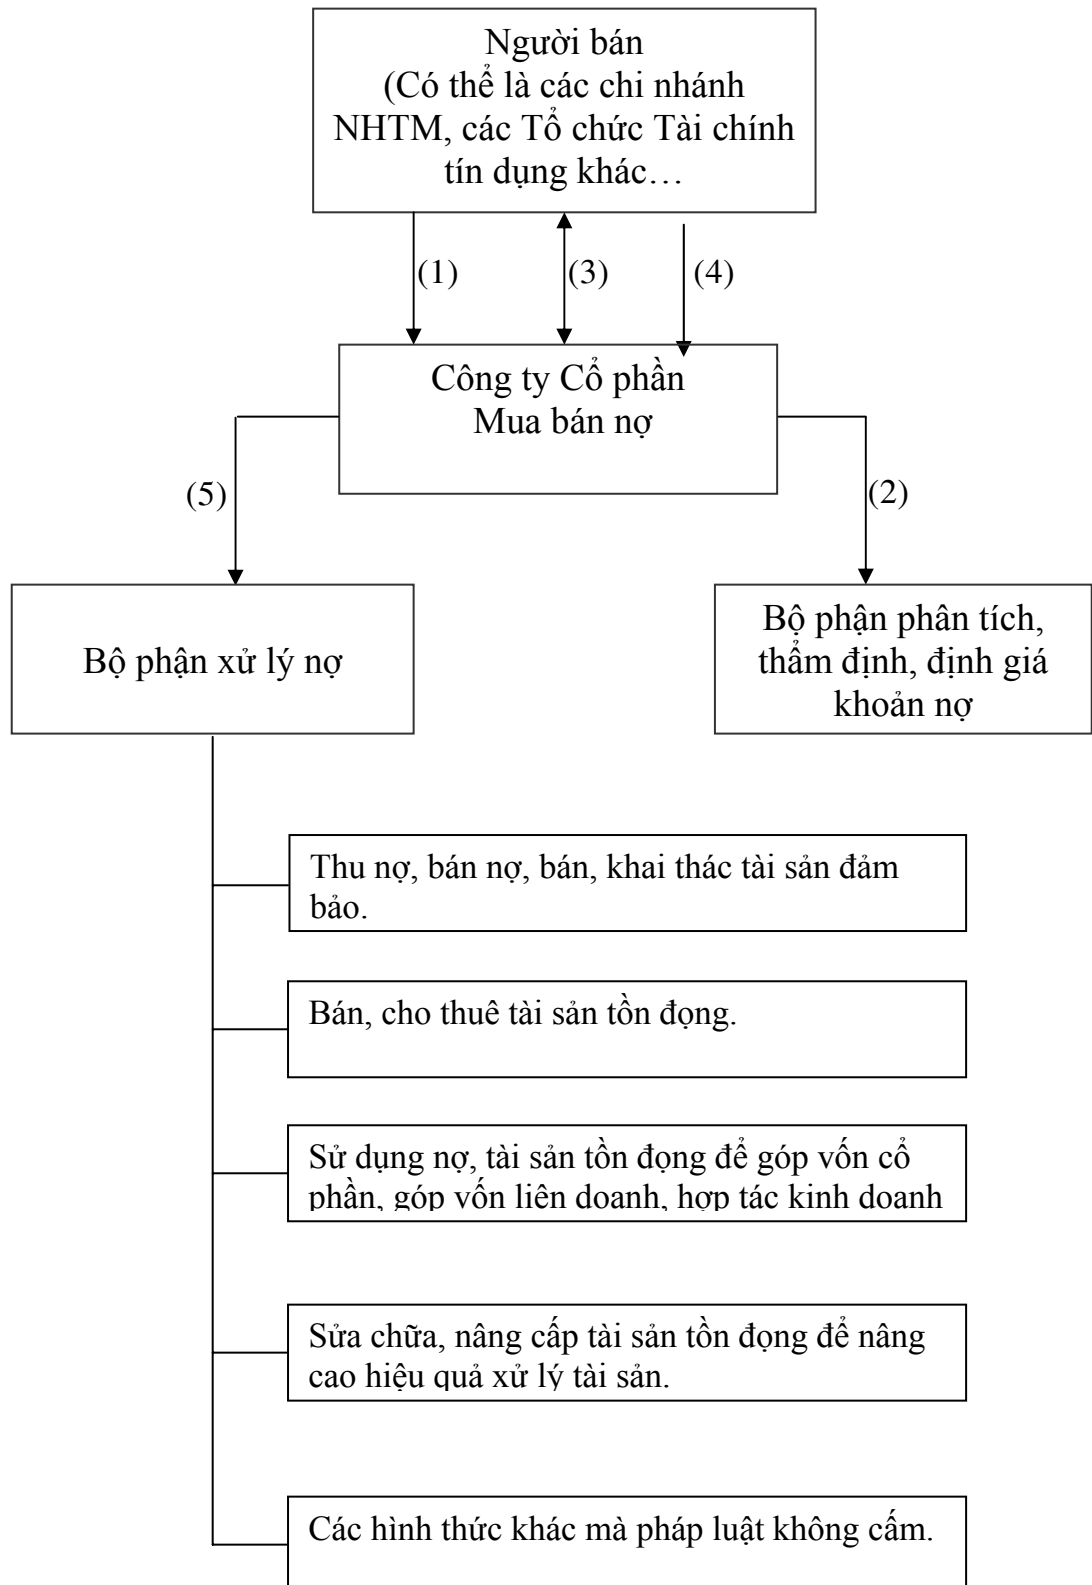 Người bán
(Có thể là các chi nhánh
NHTM, các Tổ chức Tài chính
tín dụng khác…
(1)
(3)
(4)
Công ty Cổ phần
Mua bán nợ
(5)
(2)
Bộ phận xử lý nợ
Bộ phận phân tích,
thẩm định, định giá
khoản nợ
Thu nợ, bán nợ, bán, khai thác tài sản đảm
bảo.
Bán, cho thuê tài sản tồn đọng.
Sử dụng nợ, tài sản tồn đọng để góp vốn cổ
phần, góp vốn liên doanh, hợp tác kinh doanh
Sửa chữa, nâng cấp tài sản tồn đọng để nâng
cao hiệu quả xử lý tài sản.
Các hình thức khác mà pháp luật không cấm.